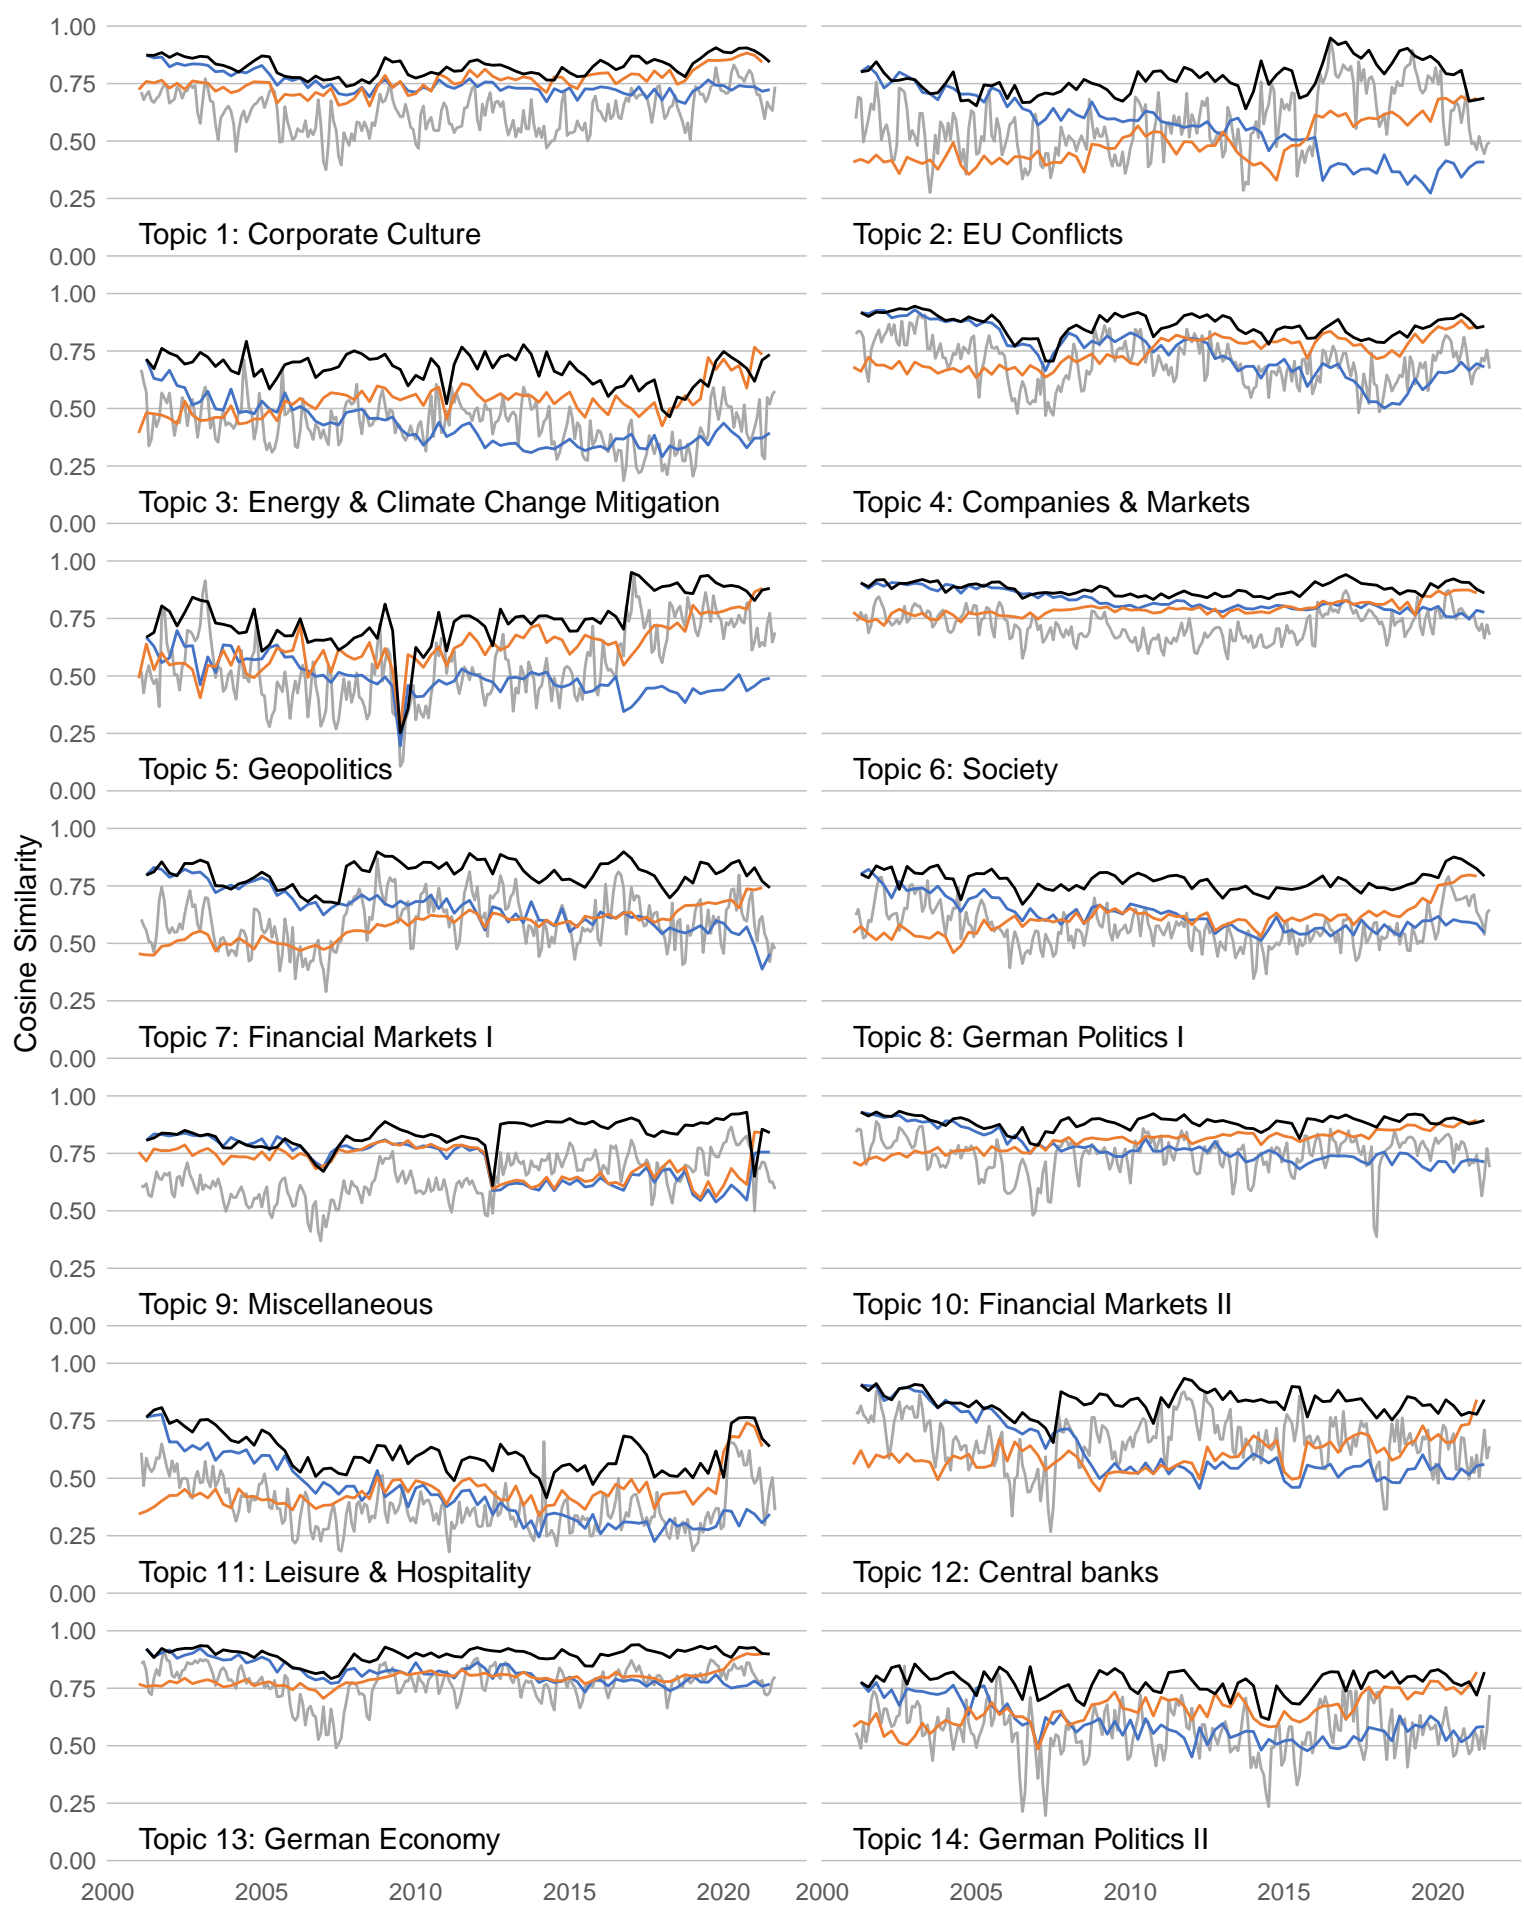 Cosine Similarity
1.00
0.75
0.50
0.25
0.00
Topic 1: Corporate Culture
Topic 2: EU Conflicts
1.00
0.75
0.50
0.25
0.00
Topic 3: Energy & Climate Change Mitigation
Topic 4: Companies & Markets
1.00
0.75
0.50
0.25
0.00
Topic 5: Geopolitics
Topic 6: Society
1.00
0.75
0.50
0.25
0.00
Topic 7: Financial Markets I
Topic 8: German Politics I
1.00
0.75
0.50
0.25
0.00
Topic 9: Miscellaneous
Topic 10: Financial Markets II
1.00
0.75
0.50
0.25
0.00
Topic 11: Leisure & Hospitality
Topic 12: Central banks
1.00
0.75
0.50
0.25
0.00
Topic 13: German Economy
Topic 14: German Politics II
2000 2005 2010 2015 2020
2000 2005 2010 2015 2020